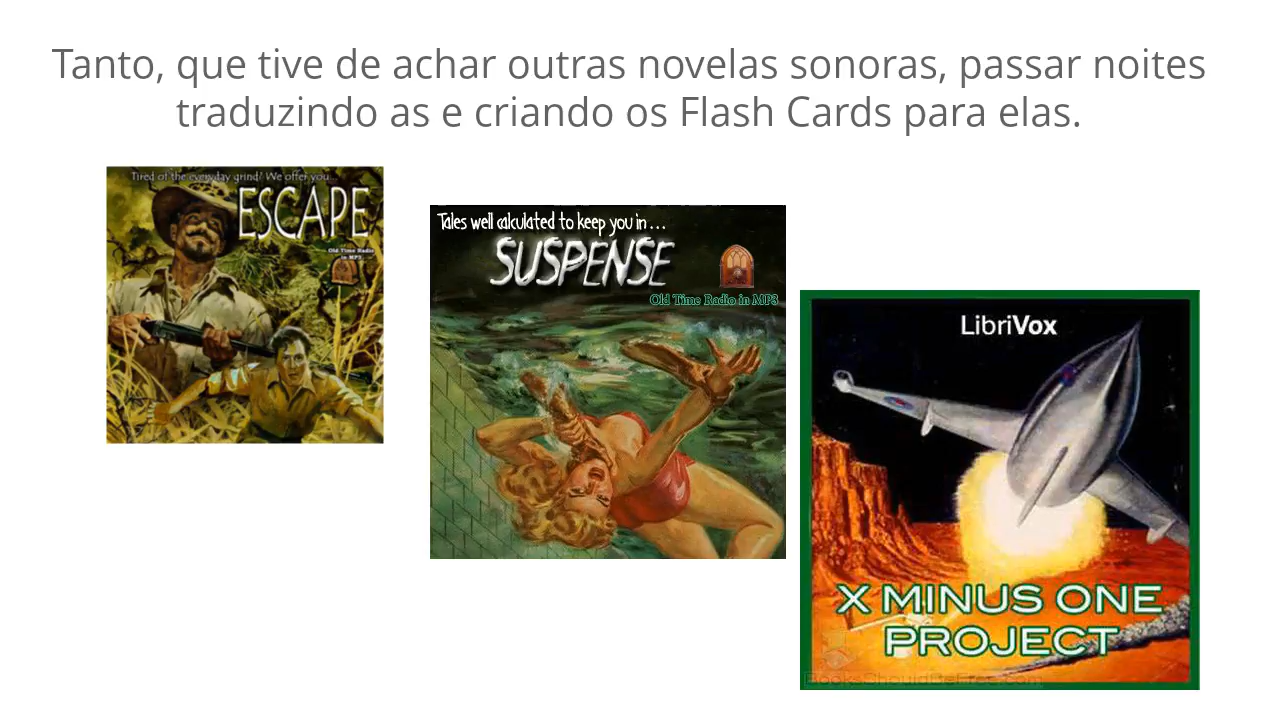 Tanto, que tive de achar outras novelas sonoras, passar noites
traduzindo as e criando os Flash Cards para elas.
Tired of the everyday grind? We offer you...
ESCAPE
Old Time Radio
in MP3
Tales well calculated to keep you in...
SUSPENSE
Old Time Radio in MP3
LibriVox
X MINUS ONE
PROJECT
BooksShouldBeFree.com